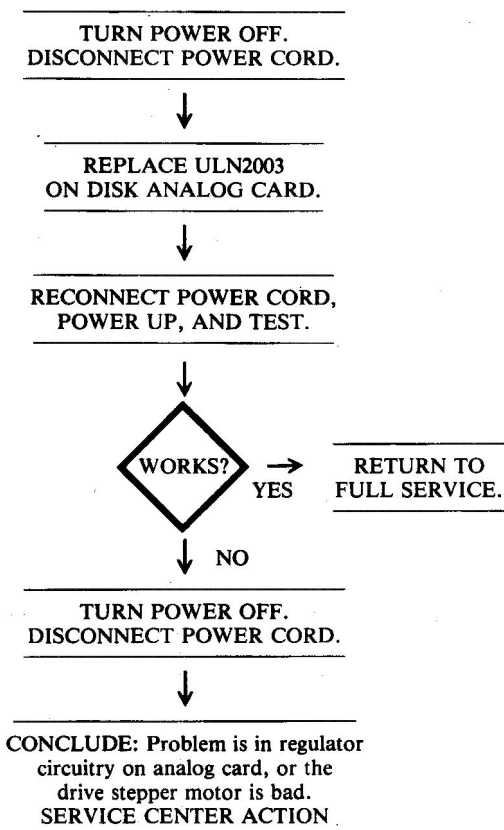 TURN POWER OFF.
DISCONNECT POWER CORD.
REPLACE ULN2003
ON DISK ANALOG CARD.
RECONNECT POWER CORD,
POWER UP, AND TEST.
WORKS?
YES
RETURN TO
FULL SERVICE.
NO
TURN POWER OFF.
DISCONNECT POWER CORD.
CONCLUDE: Problem is in regulator
circuitry on analog card, or the
drive stepper motor is bad.
SERVICE CENTER ACTION